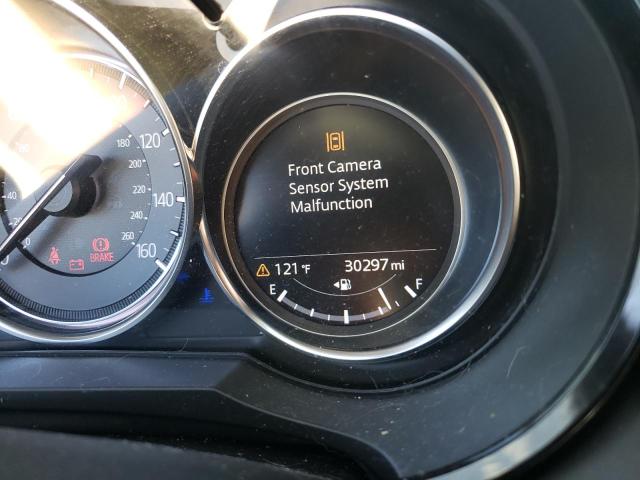 Front Camera
Sensor System
Malfunction
121 °F
30297 mi
E
F
120
140
160
180
200
220
240
260
BRAKE